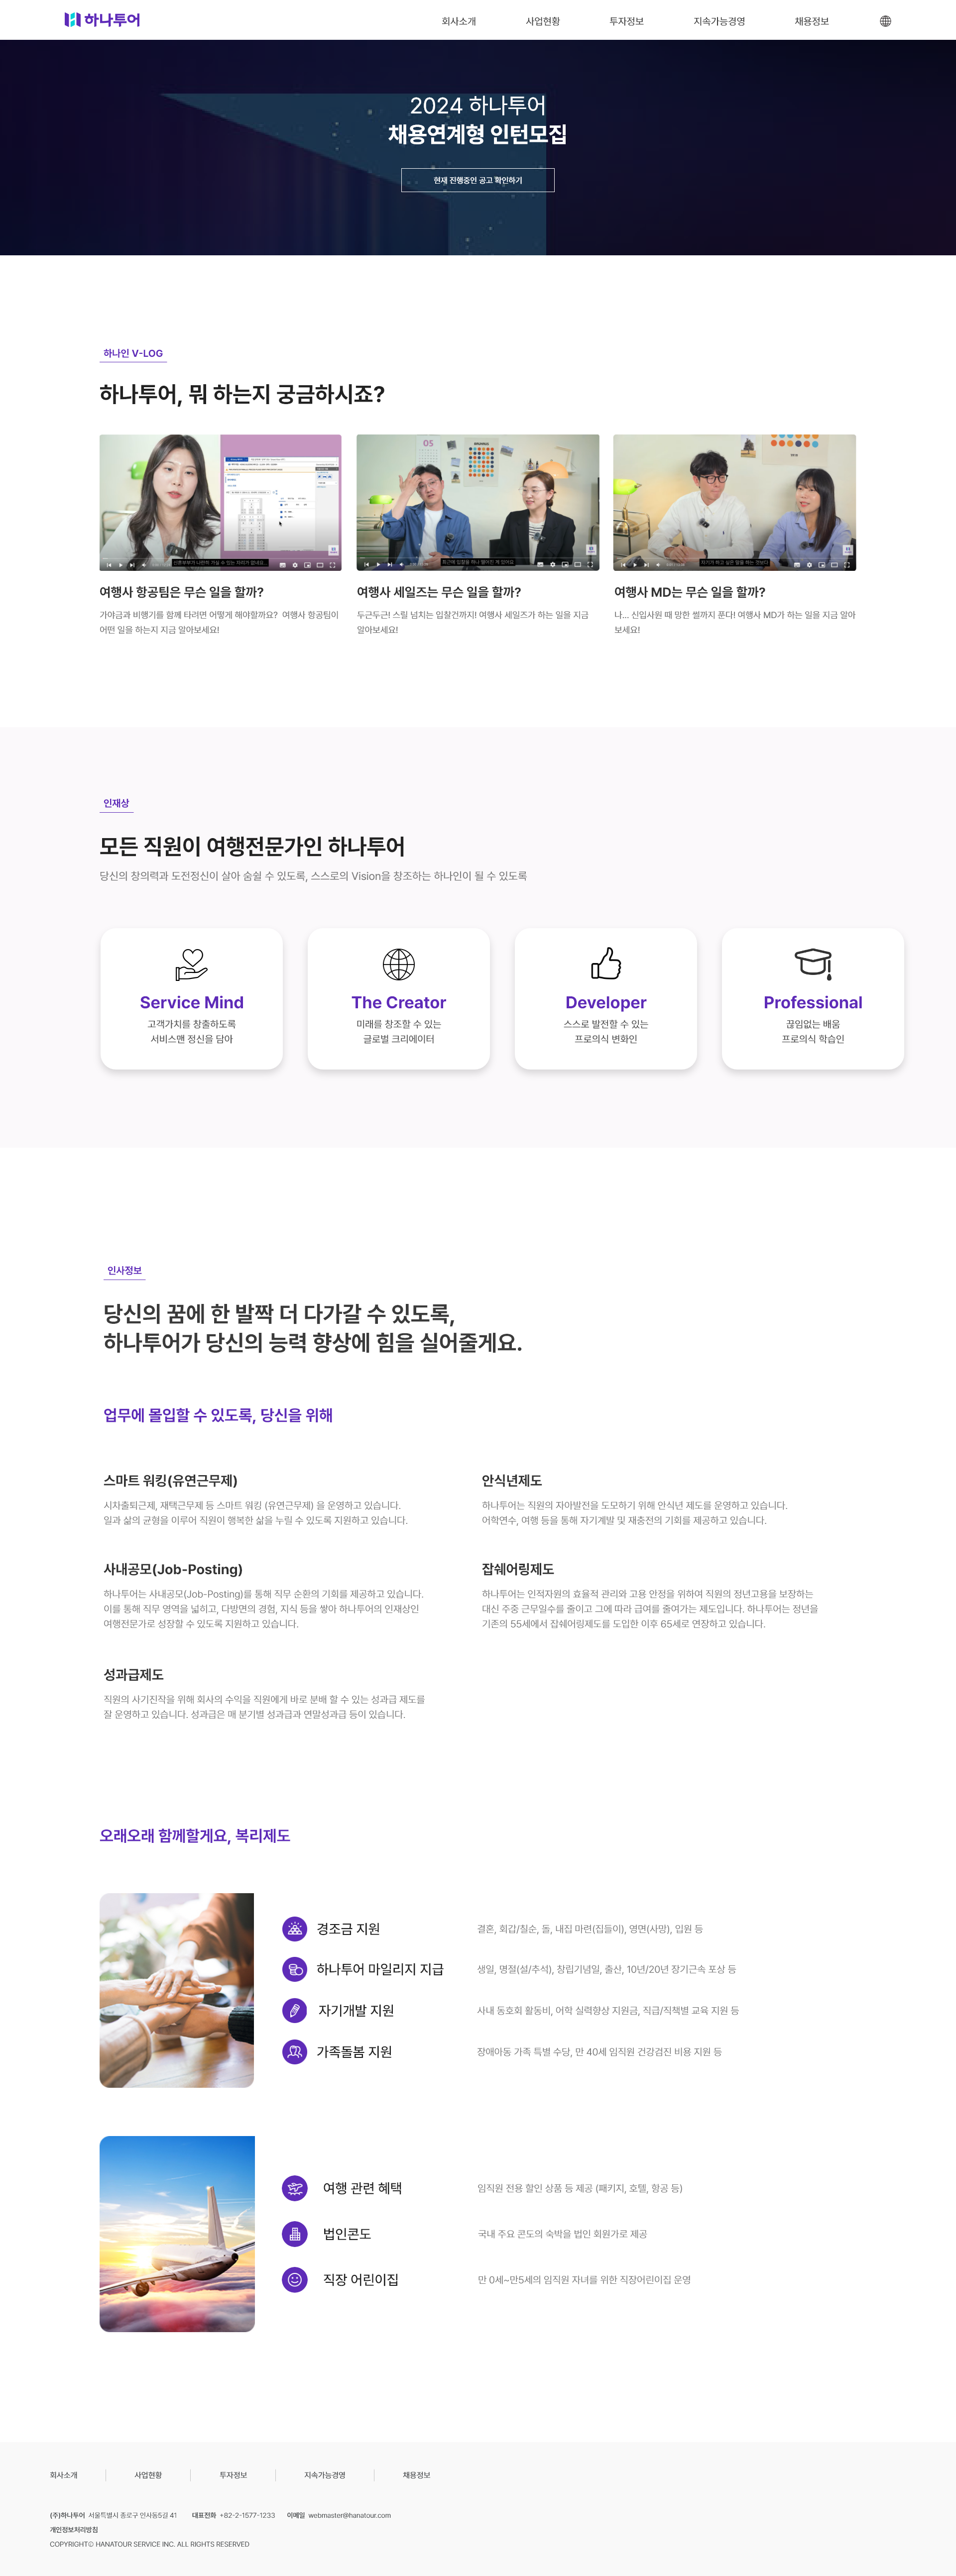 하나투어
회사소개
사업현황
투자정보
지속가능경영
채용정보
2024 하나투어
채용연계형 인턴모집
현재 진행중인 공고 확인하기
하나인 V-LOG
하나투어, 뭐 하는지 궁금하시죠?
05
여행사 항공팀은 무슨 일을 할까?
가야금과 비행기를 함께 타려면 어떻게 해야할까요? 여행사 항공팀이
어떤 일을 하는지 지금 알아보세요!
여행사 세일즈는 무슨 일을 할까?
두근두근! 스릴 넘치는 입찰건까지! 여행사 세일즈가 하는 일을 지금
알아보세요!
여행사 MD는 무슨 일을 할까?
나... 신입사원 때 망한 썰까지 푼다! 여행사 MD가 하는 일을 지금 알아
보세요!
인재상
모든 직원이 여행전문가인 하나투어
당신의 창의력과 도전정신이 살아 숨쉴 수 있도록, 스스로의 Vision을 창조하는 하나인이 될 수 있도록
Service Mind
고객가치를 창출하도록
서비스맨 정신을 담아
The Creator
미래를 창조할 수 있는
글로벌 크리에이터
Developer
스스로 발전할 수 있는
프로의식 변화인
Professional
끊임없는 배움
프로의식 학습인
인사정보
당신의 꿈에 한 발짝 더 다가갈 수 있도록,
하나투어가 당신의 능력 향상에 힘을 실어줄게요.
업무에 몰입할 수 있도록, 당신을 위해
스마트 워킹(유연근무제)
시차출퇴근제, 재택근무제 등 스마트 워킹 (유연근무제) 을 운영하고 있습니다.
일과 삶의 균형을 이루어 직원이 행복한 삶을 누릴 수 있도록 지원하고 있습니다.
안식년제도
하나투어는 직원의 자아발전을 도모하기 위해 안식년 제도를 운영하고 있습니다.
어학연수, 여행 등을 통해 자기계발 및 재충전의 기회를 제공하고 있습니다.
사내공모(Job-Posting)
하나투어는 사내공모(Job-Posting)를 통해 직무 순환의 기회를 제공하고 있습니다.
이를 통해 직무 영역을 넓히고, 다방면의 경험, 지식 등을 쌓아 하나투어의 인재상인
여행전문가로 성장할 수 있도록 지원하고 있습니다.
잡쉐어링제도
하나투어는 인적자원의 효율적 관리와 고용 안정을 위하여 직원의 정년고용을 보장하는
대신 주중 근무일수를 줄이고 그에 따라 급여를 줄여가는 제도입니다. 하나투어는 정년을
기존의 55세에서 잡쉐어링제도를 도입한 이후 65세로 연장하고 있습니다.
성과급제도
직원의 사기진작을 위해 회사의 수익을 직원에게 바로 분배 할 수 있는 성과급 제도를
잘 운영하고 있습니다. 성과급은 매 분기별 성과급과 연말성과급 등이 있습니다.
오래오래 함께할게요, 복리제도
경조금 지원
결혼, 회갑/칠순, 돌, 내집 마련(집들이), 영면(사망), 입원 등
하나투어 마일리지 지급
생일, 명절(설/추석), 창립기념일, 출산, 10년/20년 장기근속 포상 등
자기개발 지원
사내 동호회 활동비, 어학 실력향상 지원금, 직급/직책별 교육 지원 등
가족돌봄 지원
장애아동 가족 특별 수당, 만 40세 임직원 건강검진 비용 지원 등
여행 관련 혜택
임직원 전용 할인 상품 등 제공 (패키지, 호텔, 항공 등)
법인콘도
국내 주요 콘도의 숙박을 법인 회원가로 제공
직장 어린이집
만 0세~만5세의 임직원 자녀를 위한 직장어린이집 운영
회사소개
사업현황
투자정보
지속가능경영
채용정보
(주)하나투어 서울특별시 종로구 인사동5길 41 대표전화 +82-2-1577-1233 이메일 webmaster@hanatour.com
개인정보처리방침
COPYRIGHT© HANATOUR SERVICE INC. ALL RIGHTS RESERVED